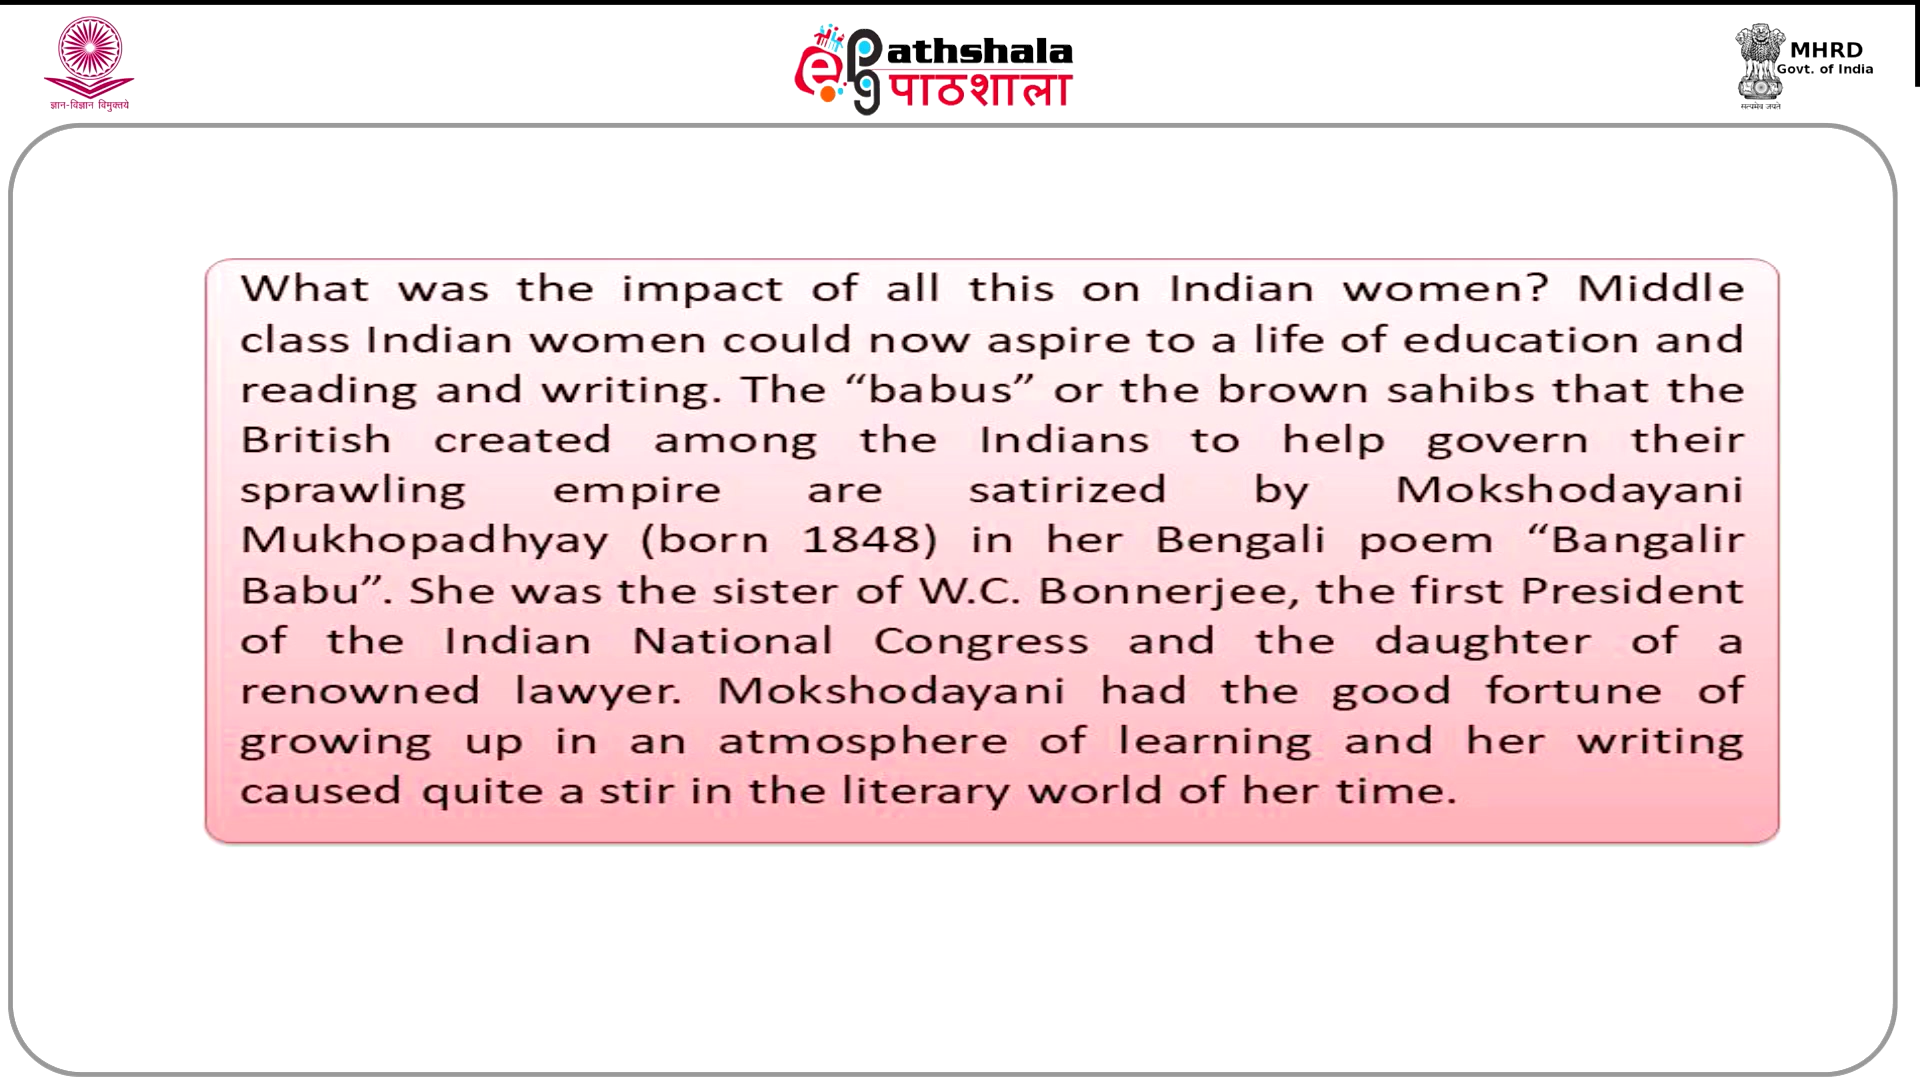 ज्ञान-विज्ञान विमुक्तये
e pg athshala
पाठशाला
MHRD
Govt. of India
सत्यमेव जयते
What was the impact of all this on Indian women? Middle
class Indian women could now aspire to a life of education and
reading and writing. The “babus” or the brown sahibs that the
British created among the Indians to help govern their
sprawling empire are satirized by Mokshodayani
Mukhopadhyay (born 1848) in her Bengali poem “Bangalir
Babu”. She was the sister of W.C. Bonnerjee, the first President
of the Indian National Congress and the daughter of a
renowned lawyer. Mokshodayani had the good fortune of
growing up in an atmosphere of learning and her writing
caused quite a stir in the literary world of her time.